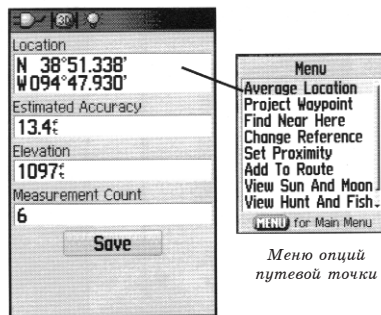 3D
Location
N 38°51.338'
W094°47.930'
Estimated Accuracy
13.4ft
Elevation
1097ft
Measurement Count
6
Save
Menu
Average Location
Project Waypoint
Find Near Here
Change Reference
Set Proximity
Add To Route
View Sun And Moon
View Hunt And Fish
MENU for Main Menu
Меню опций
путевой точки